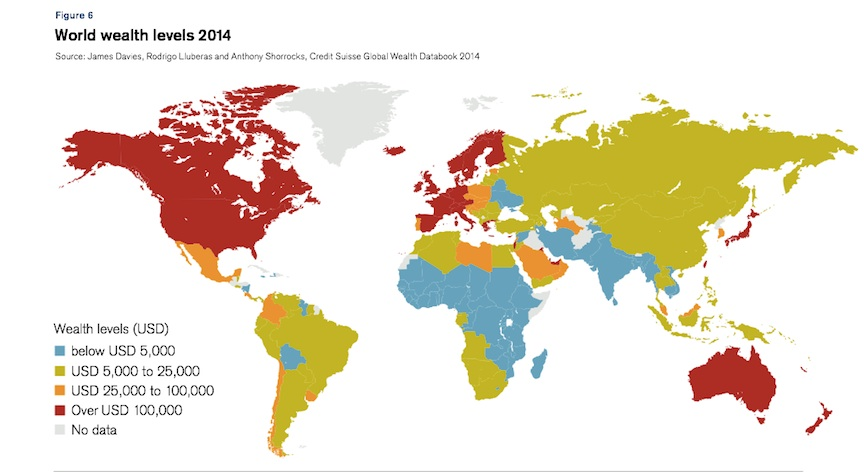 Figure 6
World wealth levels 2014
Source: James Davies, Rodrigo Lluberas and Anthony Shorrocks, Credit Suisse Global Wealth Databook 2014
Wealth levels (USD)
below USD 5,000
USD 5,000 to 25,000
USD 25,000 to 100,000
Over USD 100,000
No data